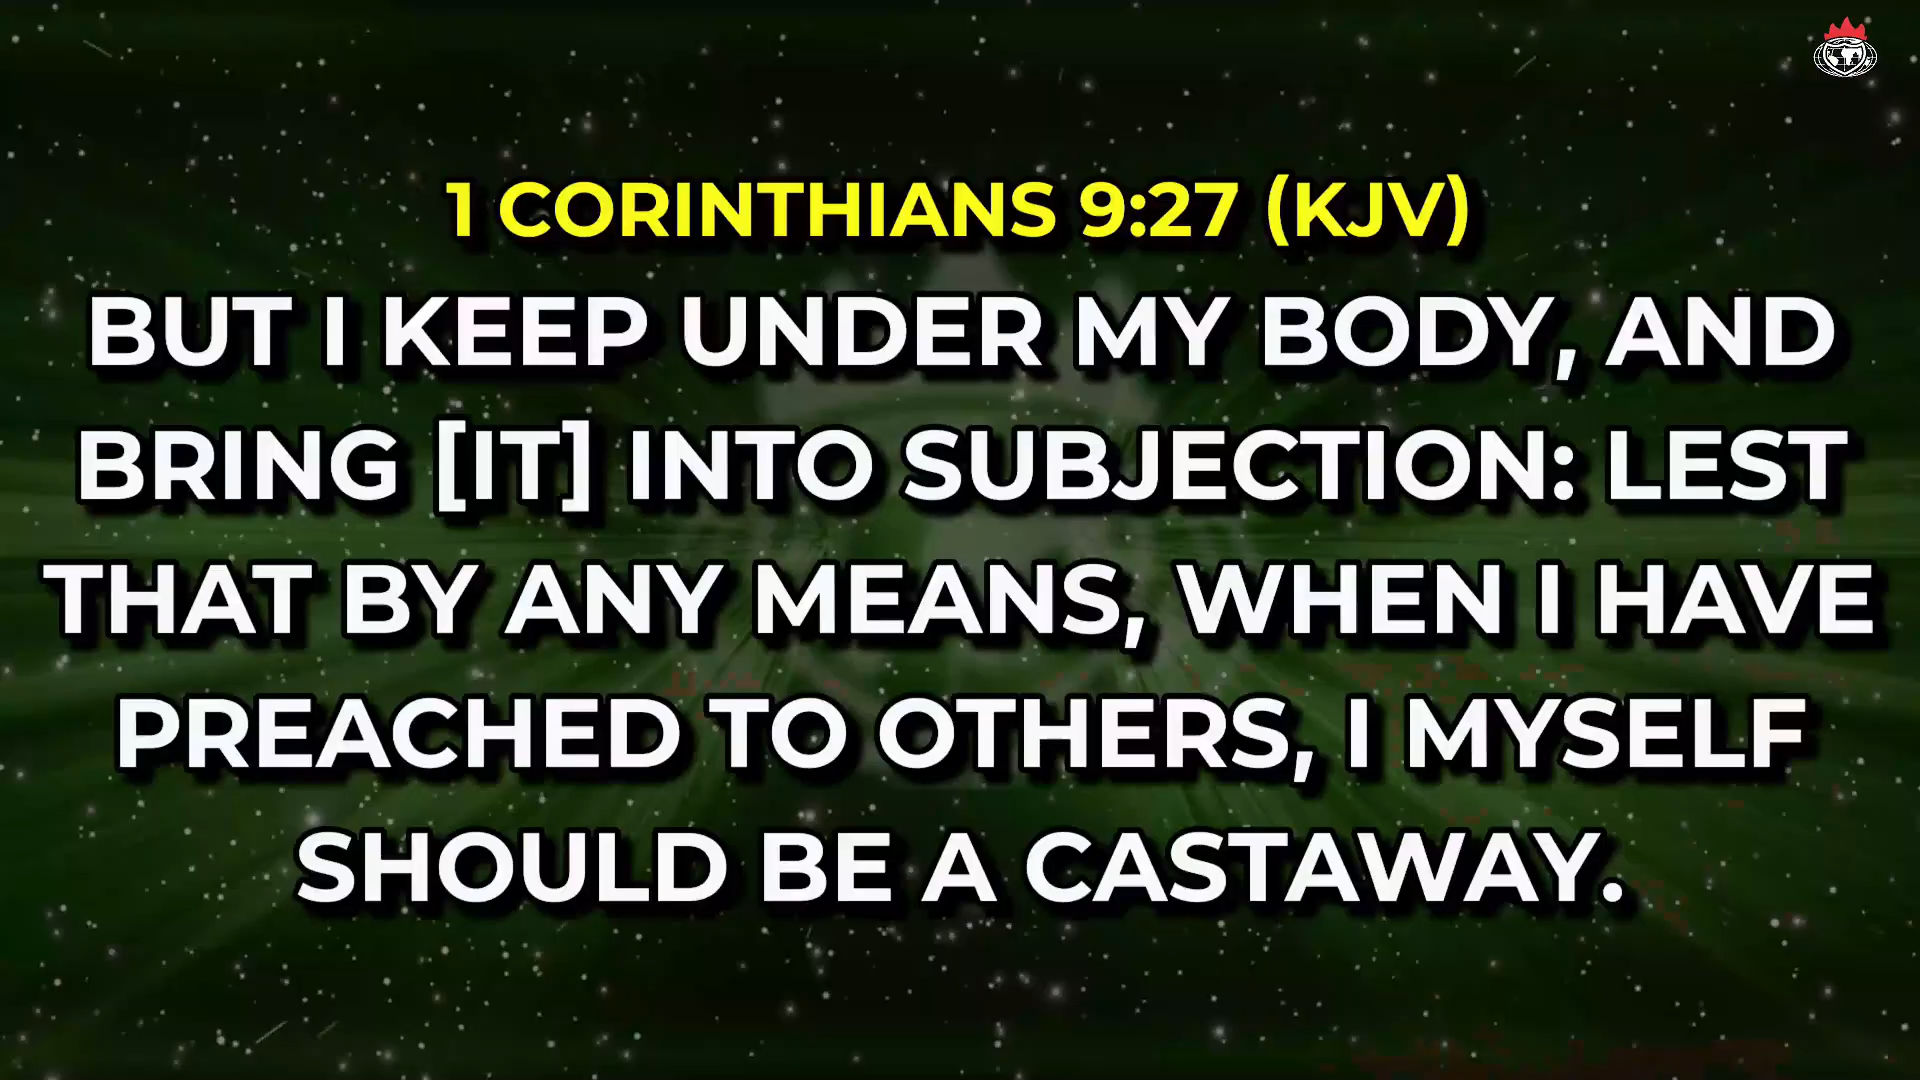 1 CORINTHIANS 9:27 (KJV)
BUT I KEEP UNDER MY BODY, AND
BRING [IT] INTO SUBJECTION: LEST
THAT BY ANY MEANS, WHEN I HAVE
PREACHED TO OTHERS, I MYSELF
SHOULD BE A CASTAWAY.